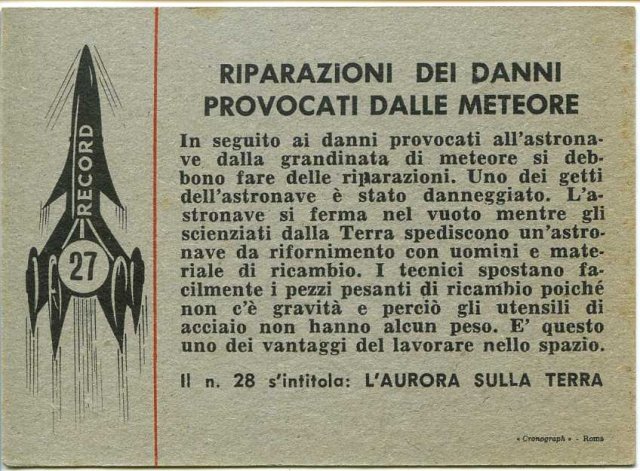 RECORD
27
RIPARAZIONI DEI DANNI
PROVOCATI DALLE METEORE
In seguito ai danni provocati all'astrona-
ve dalla grandinata di meteore si deb-
bono fare delle riparazioni. Uno dei getti
dell'astronave è stato danneggiato. L'a-
stronave si ferma nel vuoto mentre gli
scienziati dalla Terra spediscono un'astro-
nave da rifornimento con uomini e mate-
riale di ricambio. I tecnici spostano fa-
cilmente i pezzi pesanti di ricambio poichè
non c'è gravità e perciò gli utensili di
acciaio non hanno alcun peso. E' questo
uno dei vantaggi del lavorare nello spazio.
Il n. 28 s'intitola: L'AURORA SULLA TERRA
« Cronograph » - Roma